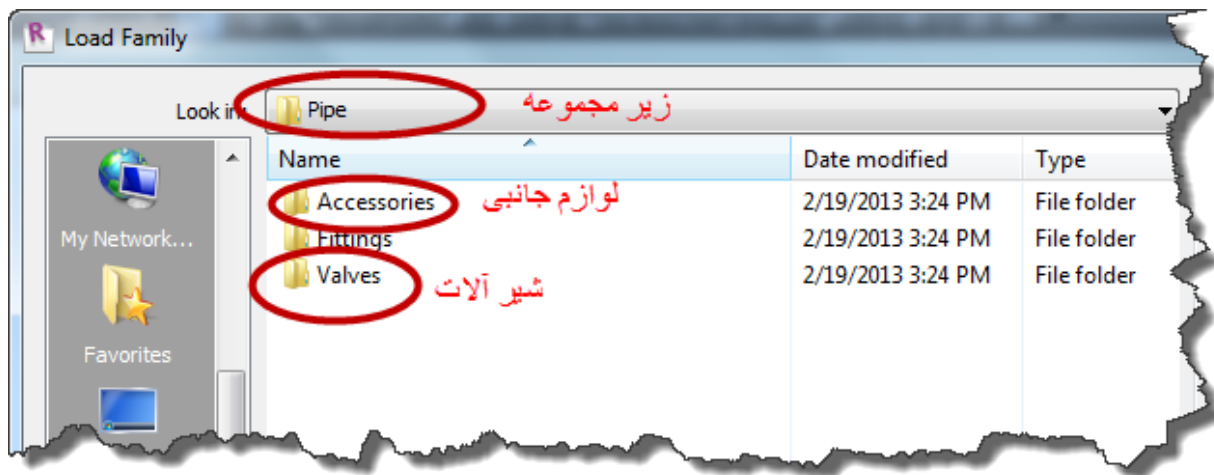 Load Family
Look in: Pipe زیر مجموعه
Name Date modified Type
Accessories لوازم جانبی 2/19/2013 3:24 PM File folder
Fittings 2/19/2013 3:24 PM File folder
Valves شیر آلات 2/19/2013 3:24 PM File folder
My Network...
Favorites